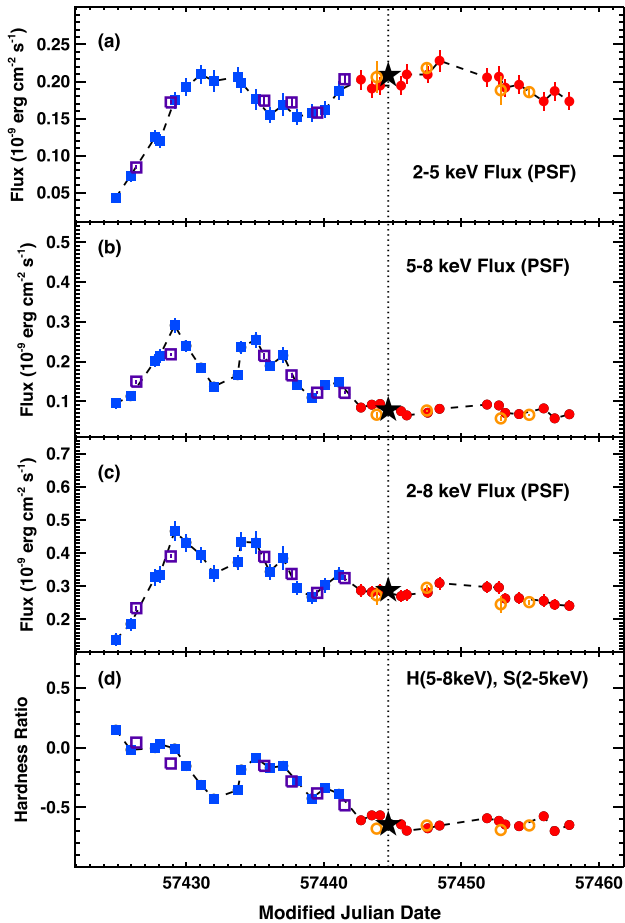 (a)
0.25
0.20
0.15
0.10
0.05
Flux (10⁻⁹ erg cm⁻² s⁻¹)
2-5 keV Flux (PSF)
(b)
0.5
0.4
0.3
0.2
0.1
Flux (10⁻⁹ erg cm⁻² s⁻¹)
5-8 keV Flux (PSF)
(c)
0.7
0.6
0.5
0.4
0.3
0.2
Flux (10⁻⁹ erg cm⁻² s⁻¹)
2-8 keV Flux (PSF)
(d)
0.5
0.0
-0.5
Hardness Ratio
H(5-8keV), S(2-5keV)
57430 57440 57450 57460
Modified Julian Date